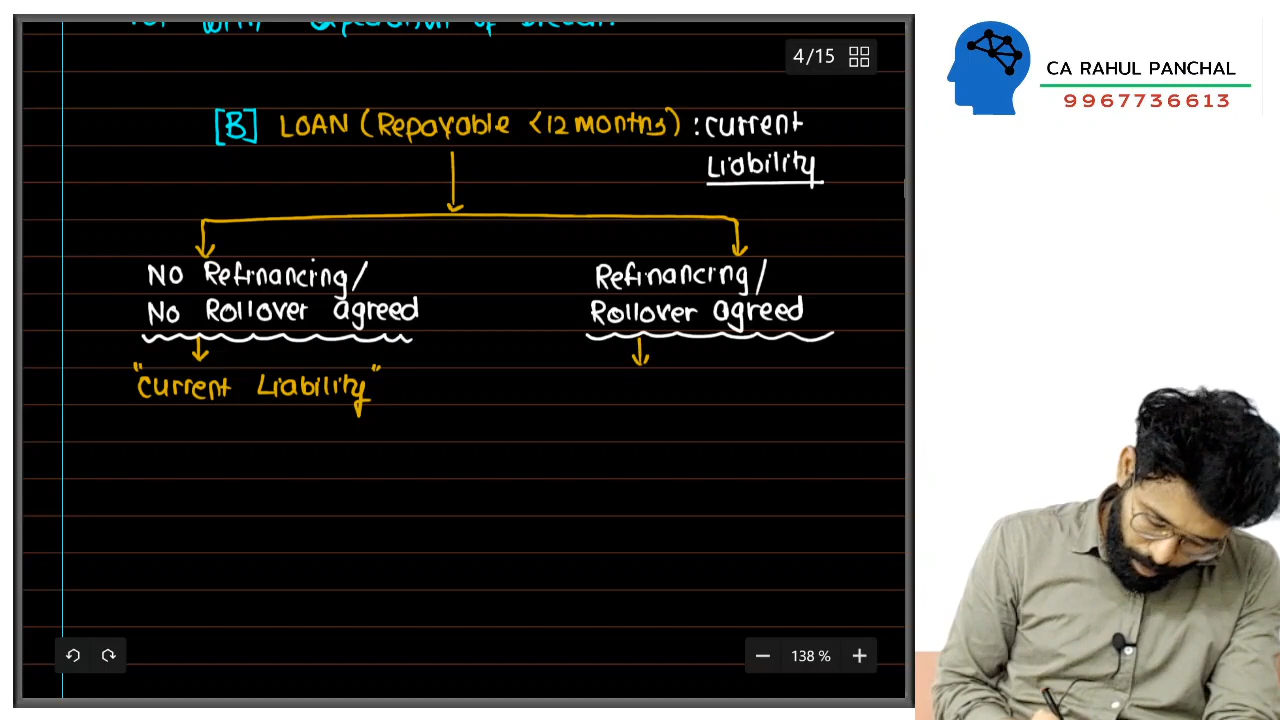 4/15
CA RAHUL PANCHAL
9967736613
[B] LOAN (Repayable <12 months) : current
Liability
No Refinancing/
No Rollover agreed
Refinancing/
Rollover agreed
"current Liability"
138 %